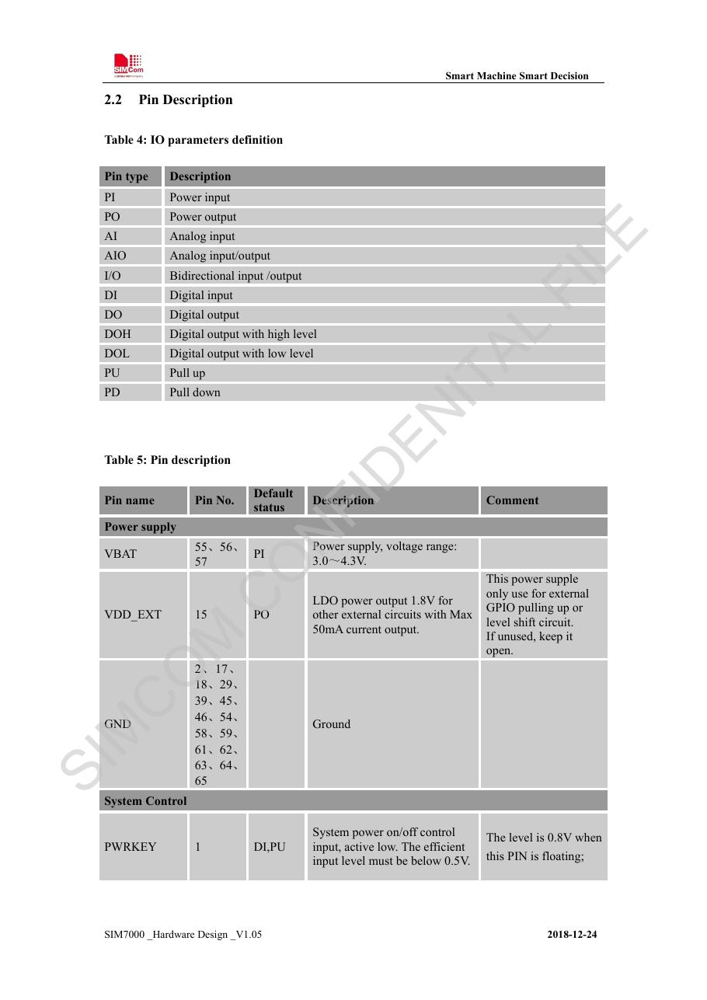 SIMCom
Smart Machine Smart Decision
2.2 Pin Description
Table 4: IO parameters definition
Pin type Description
PI Power input
PO Power output
AI Analog input
AIO Analog input/output
I/O Bidirectional input /output
DI Digital input
DO Digital output
DOH Digital output with high level
DOL Digital output with low level
PU Pull up
PD Pull down
Table 5: Pin description
Pin name Pin No. Default status Description Comment
Power supply
VBAT
55、56、
57
PI
Power supply, voltage range:
3.0～4.3V.
VDD_EXT
15
PO
LDO power output 1.8V for
other external circuits with Max
50mA current output.
This power supple
only use for external
GPIO pulling up or
level shift circuit.
If unused, keep it
open.
GND
2、17、
18、29、
39、45、
46、54、
58、59、
61、62、
63、64、
65
Ground
System Control
PWRKEY
1
DI,PU
System power on/off control
input, active low. The efficient
input level must be below 0.5V.
The level is 0.8V when
this PIN is floating;
SIMCOM CONFIDENITAL FILE
SIM7000 _Hardware Design _V1.05
2018-12-24